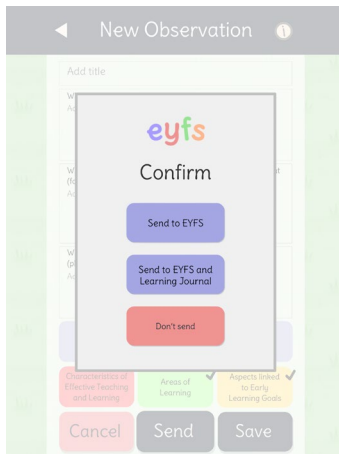 New Observation
Add title
eyfs
Confirm
Send to EYFS
Send to EYFS and
Learning Journal
Don't send
Characteristics of
Effective Teaching
and Learning
Areas of
Learning
Aspects linked
to Early
Learning Goals
Cancel
Send
Save